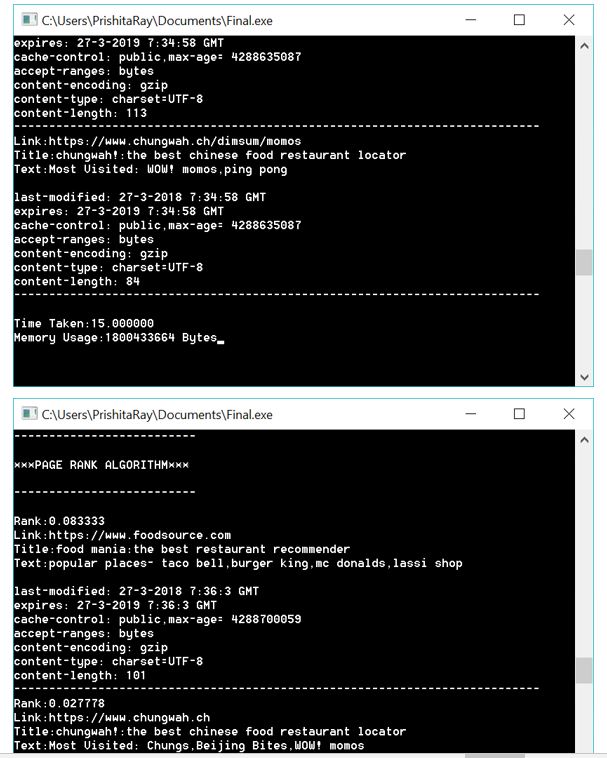 C:\Users\PrishitaRay\Documents\Final.exe
expires: 27-3-2019 7:34:58 GMT
cache-control: public,max-age= 4288635087
accept-ranges: bytes
content-encoding: gzip
content-type: charset=UTF-8
content-length: 113
---------------------------------------------------------------------------
Link:https://www.chungwah.ch/dimsum/momos
Title:chungwah!:the best chinese food restaurant locator
Text:Most Visited: WOW! momos,ping pong
last-modified: 27-3-2018 7:34:58 GMT
expires: 27-3-2019 7:34:58 GMT
cache-control: public,max-age= 4288635087
accept-ranges: bytes
content-encoding: gzip
content-type: charset=UTF-8
content-length: 84
---------------------------------------------------------------------------
Time Taken:15.000000
Memory Usage:1800433664 Bytes
C:\Users\PrishitaRay\Documents\Final.exe
--------------------------
***PAGE RANK ALGORITHM***
--------------------------
Rank:0.083333
Link:https://www.foodsource.com
Title:food mania:the best restaurant recommender
Text:popular places- taco bell,burger king,mc donalds,lassi shop
last-modified: 27-3-2018 7:36:3 GMT
expires: 27-3-2019 7:36:3 GMT
cache-control: public,max-age= 4288700059
accept-ranges: bytes
content-encoding: gzip
content-type: charset=UTF-8
content-length: 101
---------------------------------------------------------------------------
Rank:0.027778
Link:https://www.chungwah.ch
Title:chungwah!:the best chinese food restaurant locator
Text:Most Visited: Chungs,Beijing Bites,WOW! momos